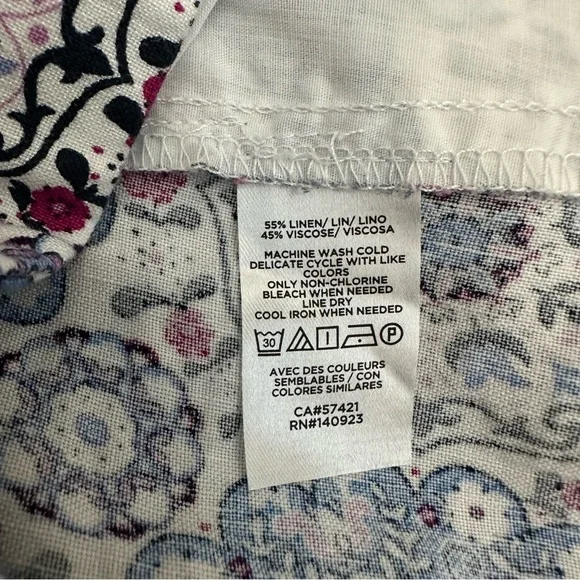 55% LINEN/ LIN/ LINO
45% VISCOSE/ VISCOSA
MACHINE WASH COLD
DELICATE CYCLE WITH LIKE
COLORS
ONLY NON-CHLORINE
BLEACH WHEN NEEDED
LINE DRY
COOL IRON WHEN NEEDED
30 P
AVEC DES COULEURS
SEMBLABLES / CON
COLORES SIMILARES
CA#57421
RN#140923